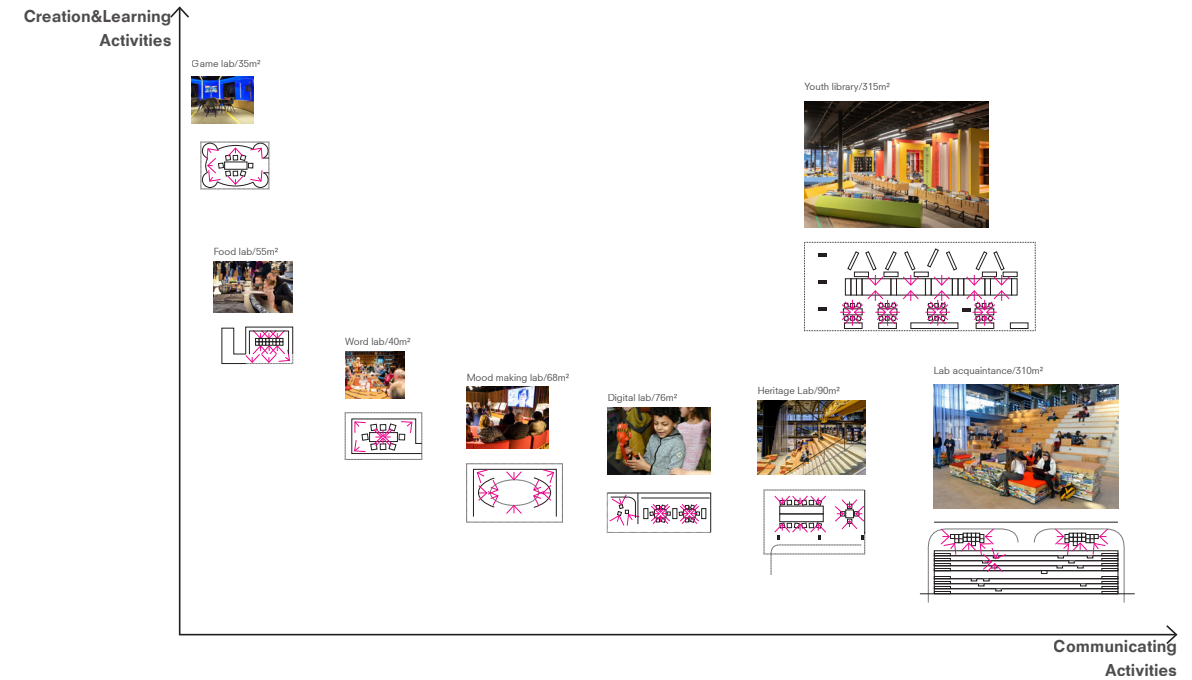 Creation&Learning
Activities
Game lab/35m²
Youth library/315m²
Food lab/55m²
Word lab/40m²
Mood making lab/68m²
Digital lab/76m²
Heritage Lab/90m²
Lab acquaintance/310m²
Communicating
Activities